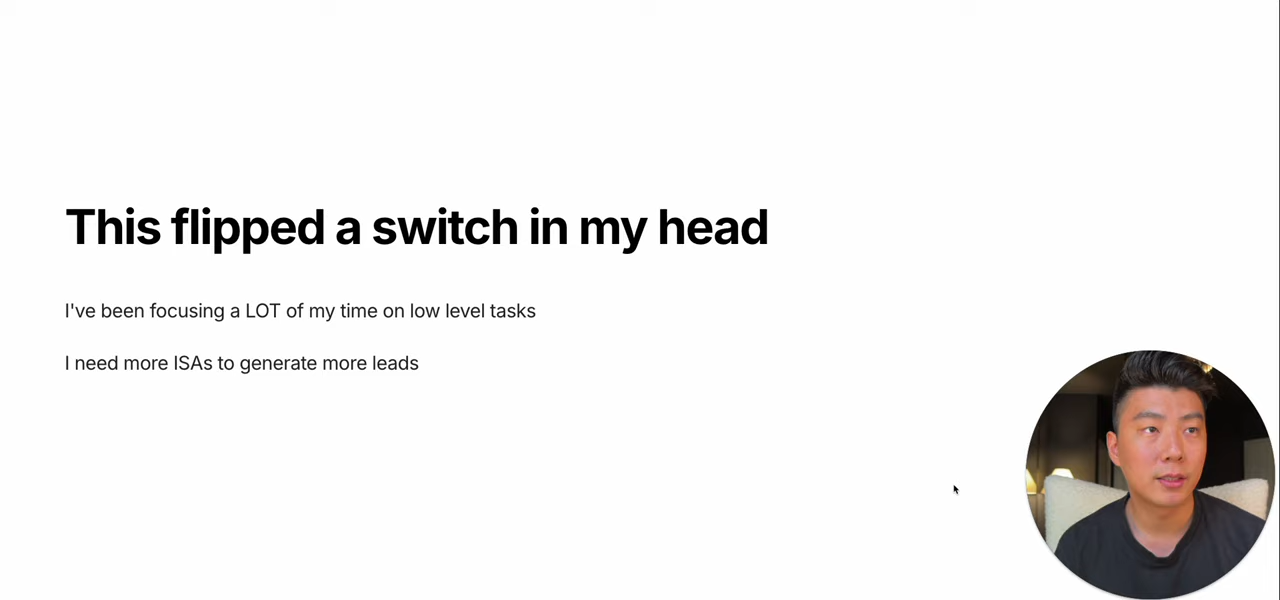 This flipped a switch in my head
I've been focusing a LOT of my time on low level tasks
I need more ISAs to generate more leads